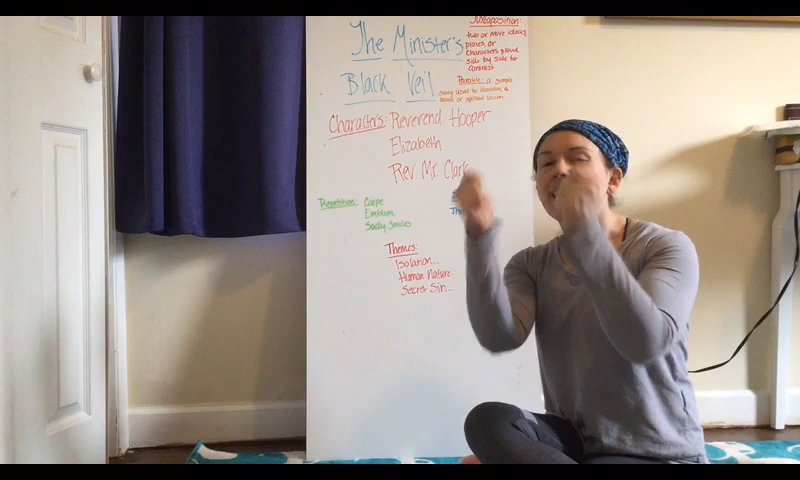 The Minister's
Black Veil
Juxtaposition:
two or more ideas,
places, or
characters placed
side by side for
contrast
Parable: a simple
story used to illustrate a
moral or spiritual lesson
Characters: Reverend Hooper
Elizabeth
Rev. Mr. Clark
Repetition: Carpe
Emblem
Sadly Smiles
Themes:
Isolation...
Human Nature...
Secret Sin...